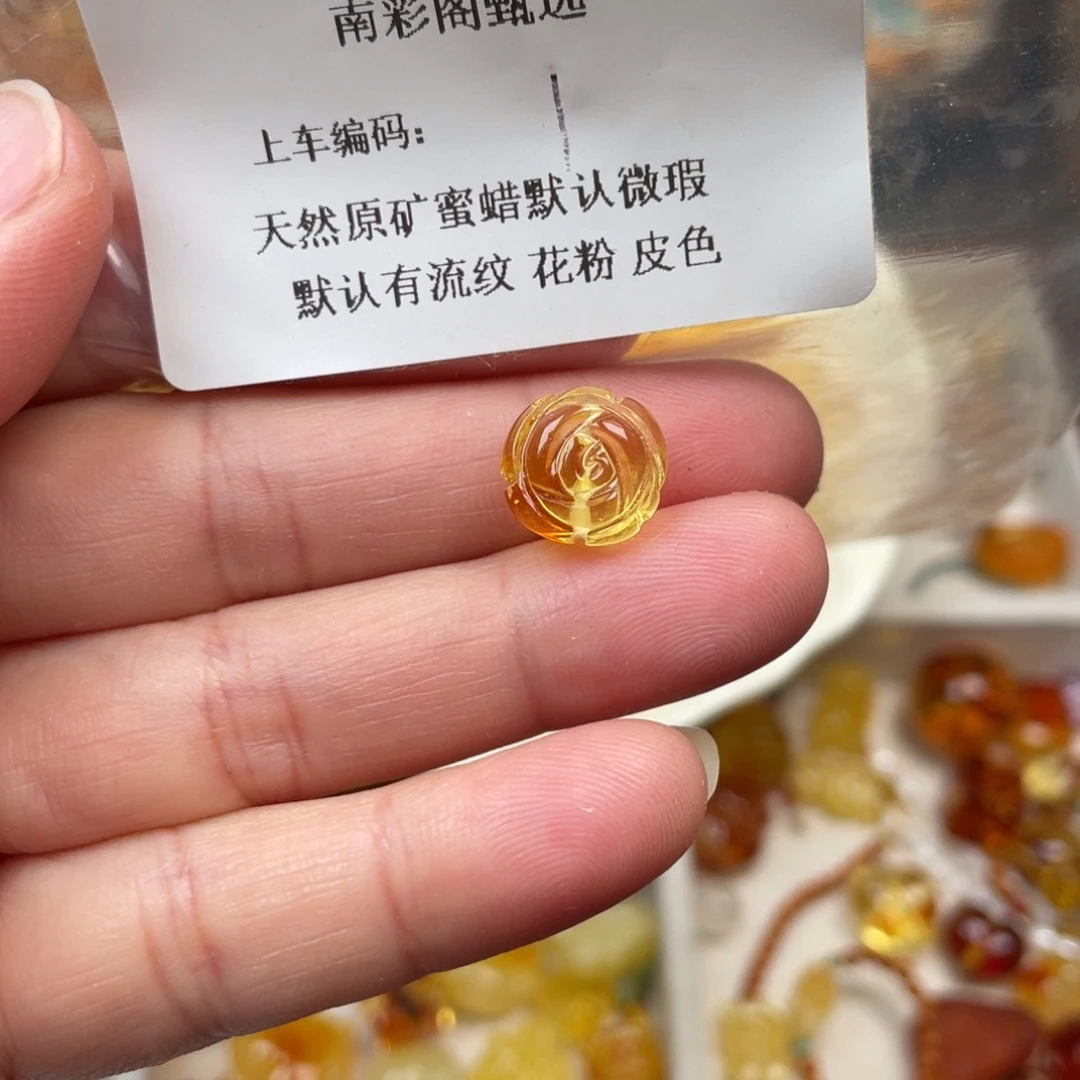 南彩阁甄选
上车编码:
天然原矿蜜蜡默认微瑕
默认有流纹 花粉 皮色